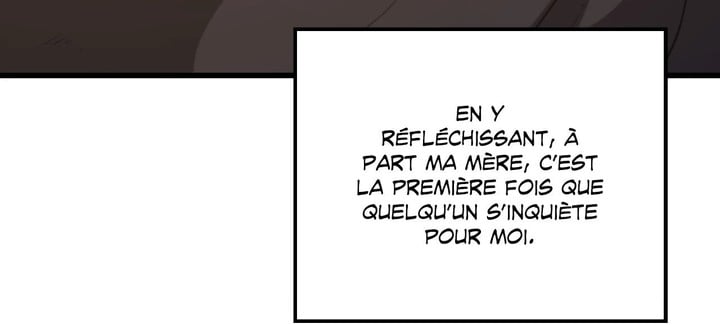 EN Y
RÉFLÉCHISSANT, À
PART MA MÈRE, C'EST
LA PREMIÈRE FOIS QUE
QUELQU'UN S'INQUIÈTE
POUR MOI.